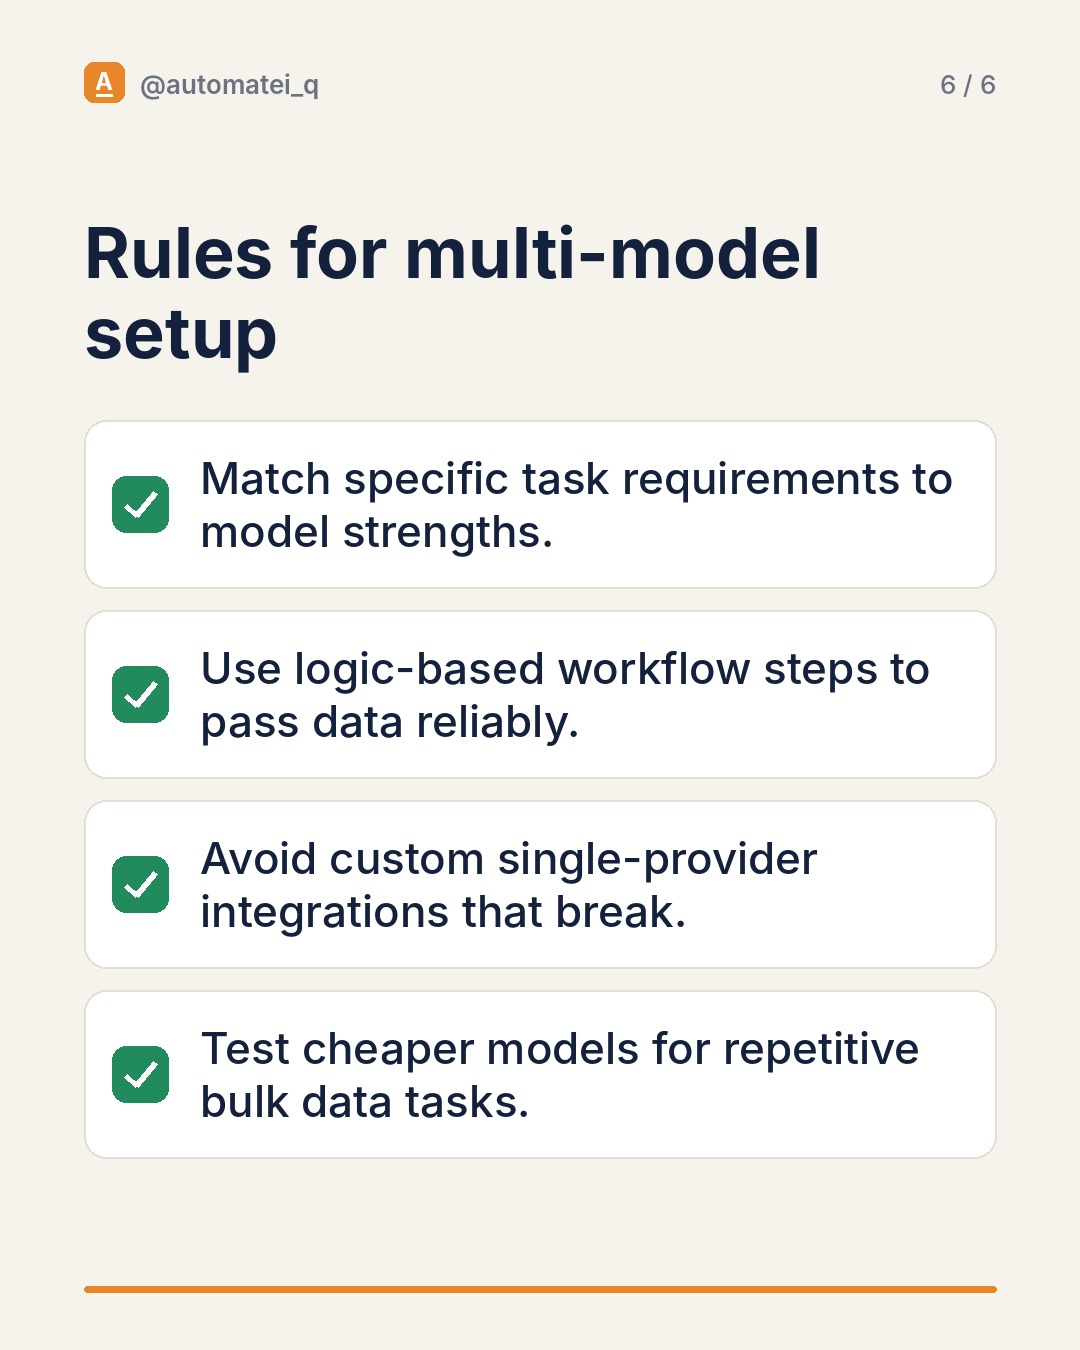 A
@automatei_q
6 / 6
Rules for multi-model
setup
Match specific task requirements to
model strengths.
Use logic-based workflow steps to
pass data reliably.
Avoid custom single-provider
integrations that break.
Test cheaper models for repetitive
bulk data tasks.